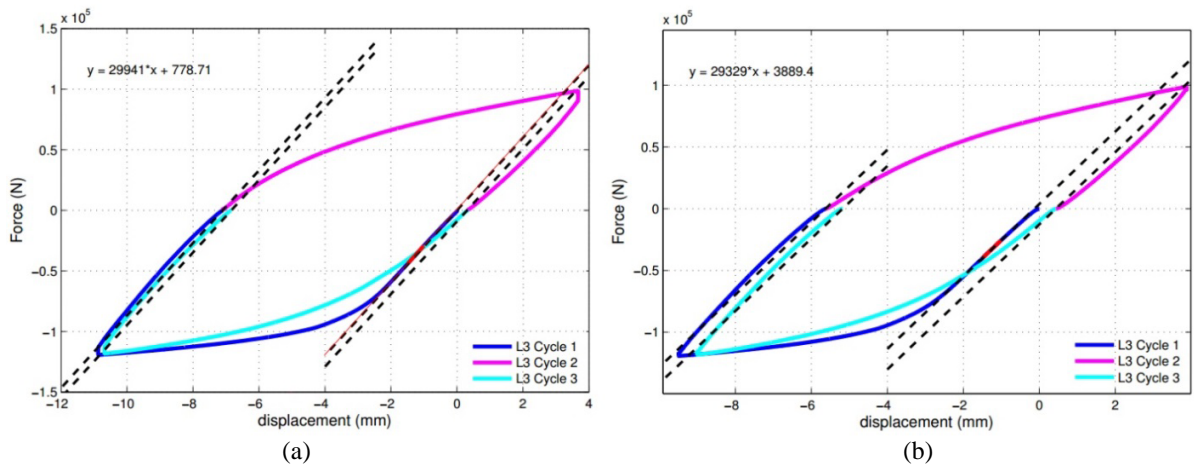 x 10^5
1.5
1
0.5
0
−0.5
−1
−1.5
Force (N)
y = 29941*x + 778.71
L3 Cycle 1
L3 Cycle 2
L3 Cycle 3
−12 −10 −8 −6 −4 −2 0 2 4
displacement (mm)
(a)
x 10^5
1
0.5
0
−0.5
−1
Force (N)
y = 29329*x + 3889.4
L3 Cycle 1
L3 Cycle 2
L3 Cycle 3
−8 −6 −4 −2 0 2
displacement (mm)
(b)